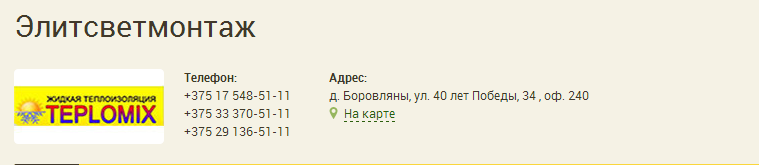 Элитсветмонтаж
ЖИДКАЯ ТЕПЛОИЗОЛЯЦИЯ
TEPLOMIX
Телефон:
+375 17 548-51-11
+375 33 370-51-11
+375 29 136-51-11
Адрес:
д. Боровляны, ул. 40 лет Победы, 34 , оф. 240
На карте